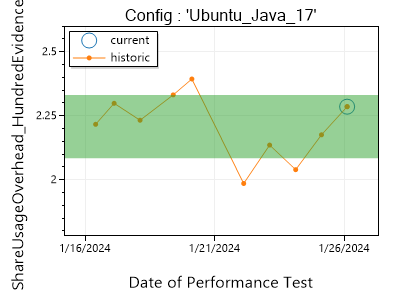 Config : 'Ubuntu_Java_17'
ShareUsageOverhead_HundredEvidence
current
historic
2.5
2.25
2
1/16/2024
1/21/2024
1/26/2024
Date of Performance Test